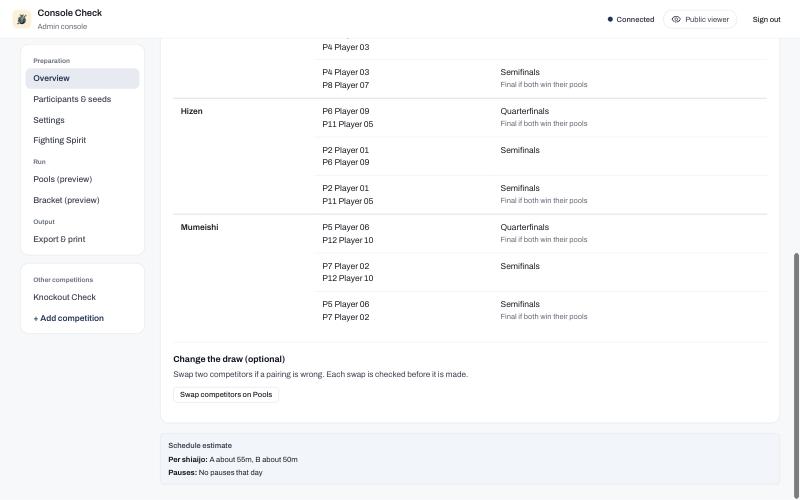 Console Check
Admin console
Connected
Public viewer
Sign out
Preparation
Overview
Participants & seeds
Settings
Fighting Spirit
Run
Pools (preview)
Bracket (preview)
Output
Export & print
Other competitions
Knockout Check
+ Add competition
P4 Player 03
P4 Player 03
P8 Player 07
Semifinals
Final if both win their pools
Hizen
P6 Player 09
P11 Player 05
Quarterfinals
Final if both win their pools
P2 Player 01
P6 Player 09
Semifinals
P2 Player 01
P11 Player 05
Semifinals
Final if both win their pools
Mumeishi
P5 Player 06
P12 Player 10
Quarterfinals
Final if both win their pools
P7 Player 02
P12 Player 10
Semifinals
P5 Player 06
P7 Player 02
Semifinals
Final if both win their pools
Change the draw (optional)
Swap two competitors if a pairing is wrong. Each swap is checked before it is made.
Swap competitors on Pools
Schedule estimate
Per shiaijo: A about 55m, B about 50m
Pauses: No pauses that day